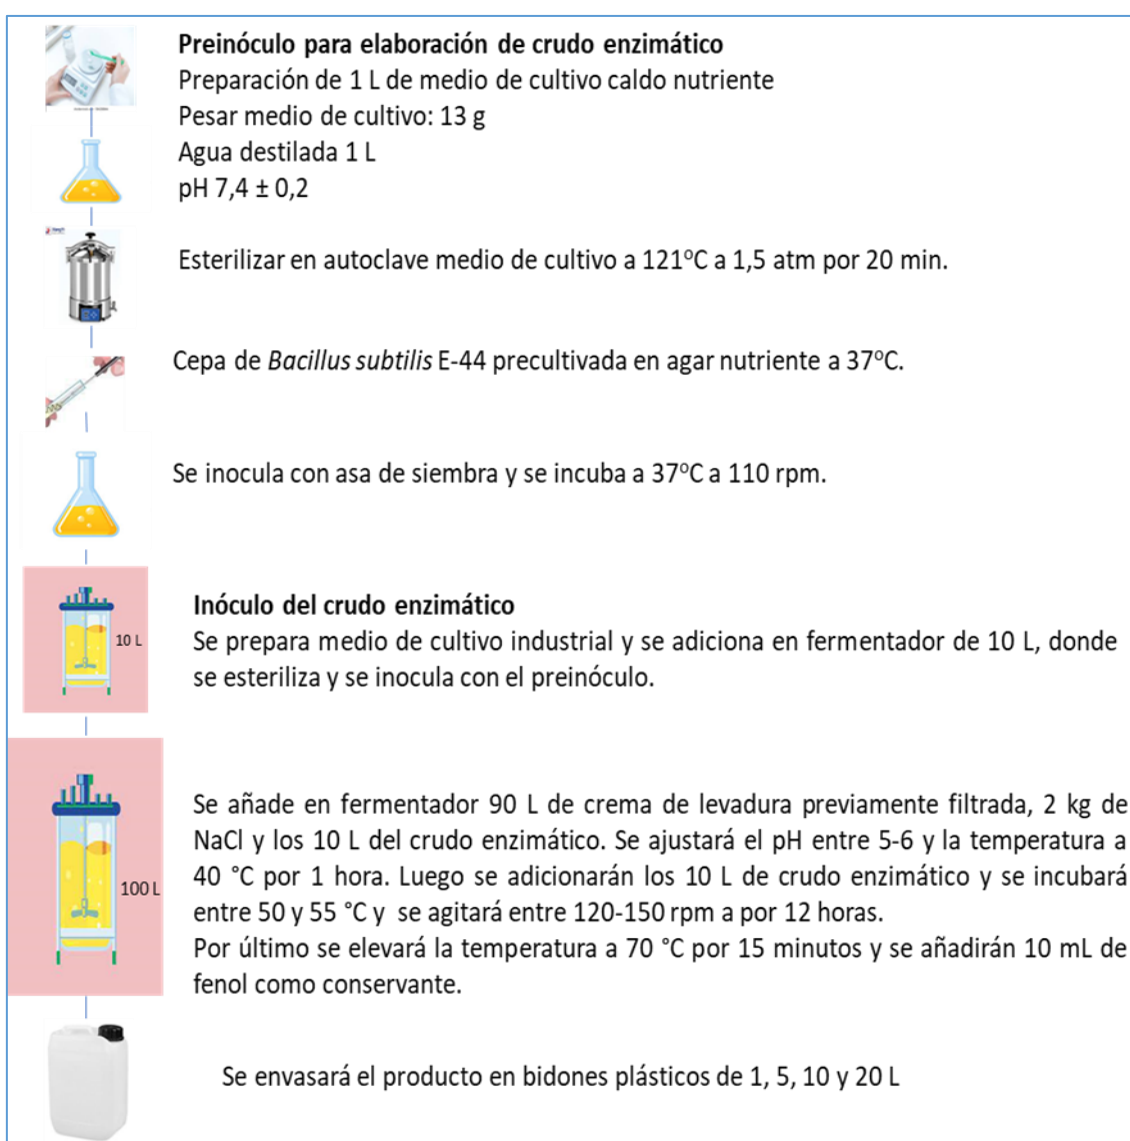 Preinóculo para elaboración de crudo enzimático
Preparación de 1 L de medio de cultivo caldo nutriente
Pesar medio de cultivo: 13 g
Agua destilada 1 L
pH 7,4 ± 0,2
Esterilizar en autoclave medio de cultivo a 121°C a 1,5 atm por 20 min.
Cepa de Bacillus subtilis E-44 precultivada en agar nutriente a 37°C.
Se inocula con asa de siembra y se incuba a 37°C a 110 rpm.
Inóculo del crudo enzimático
10 L
Se prepara medio de cultivo industrial y se adiciona en fermentador de 10 L, donde
se esteriliza y se inocula con el preinóculo.
Se añade en fermentador 90 L de crema de levadura previamente filtrada, 2 kg de
NaCl y los 10 L del crudo enzimático. Se ajustará el pH entre 5-6 y la temperatura a
40 °C por 1 hora. Luego se adicionarán los 10 L de crudo enzimático y se incubará
100 L
entre 50 y 55 °C y se agitará entre 120-150 rpm a por 12 horas.
Por último se elevará la temperatura a 70 °C por 15 minutos y se añadirán 10 mL de
fenol como conservante.
Se envasará el producto en bidones plásticos de 1, 5, 10 y 20 L